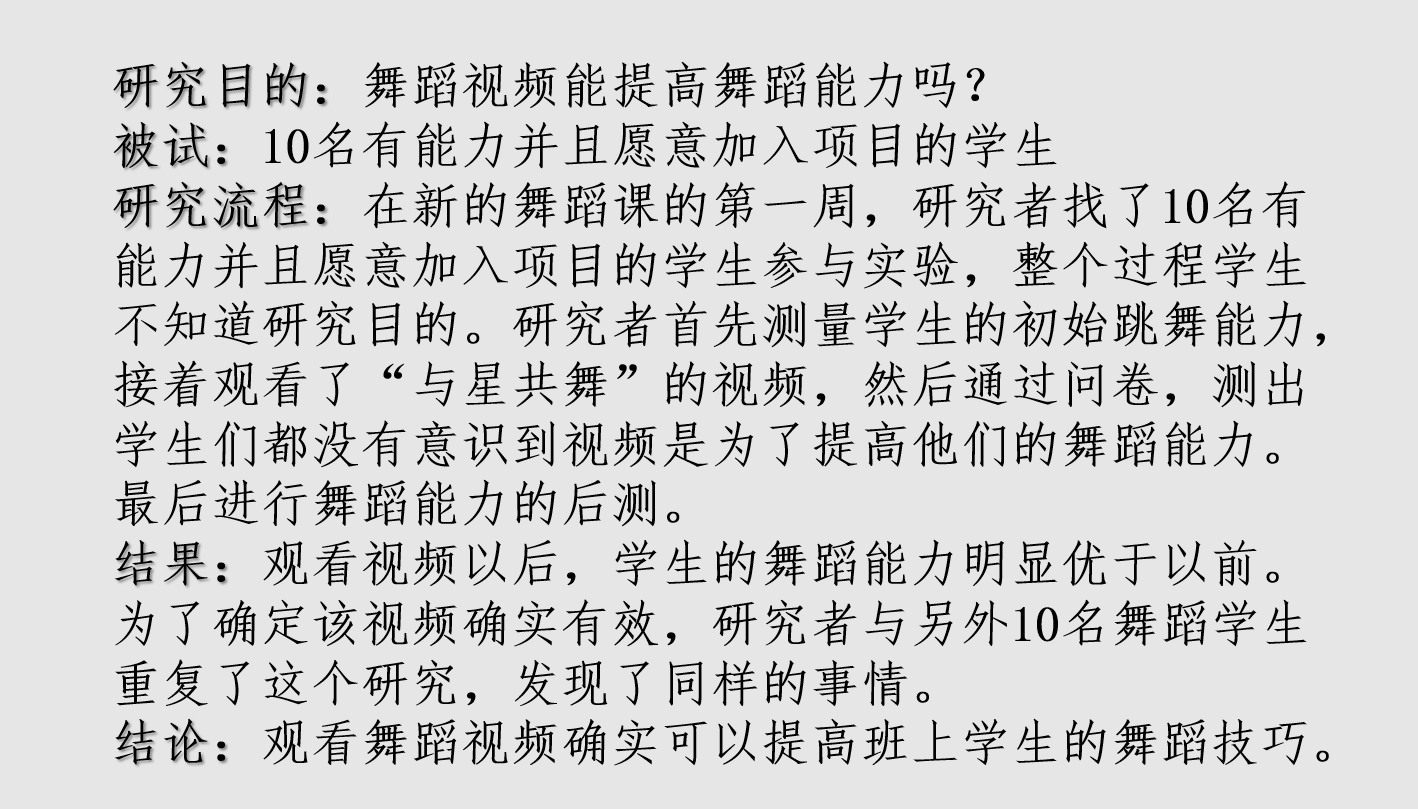 研究目的：舞蹈视频能提高舞蹈能力吗？
被试：10名有能力并且愿意加入项目的学生
研究流程：在新的舞蹈课的第一周，研究者找了10名有
能力并且愿意加入项目的学生参与实验，整个过程学生
不知道研究目的。研究者首先测量学生的初始跳舞能力，
接着观看了“与星共舞”的视频，然后通过问卷，测出
学生们都没有意识到视频是为了提高他们的舞蹈能力。
最后进行舞蹈能力的后测。
结果：观看视频以后，学生的舞蹈能力明显优于以前。
为了确定该视频确实有效，研究者与另外10名舞蹈学生
重复了这个研究，发现了同样的事情。
结论：观看舞蹈视频确实可以提高班上学生的舞蹈技巧。